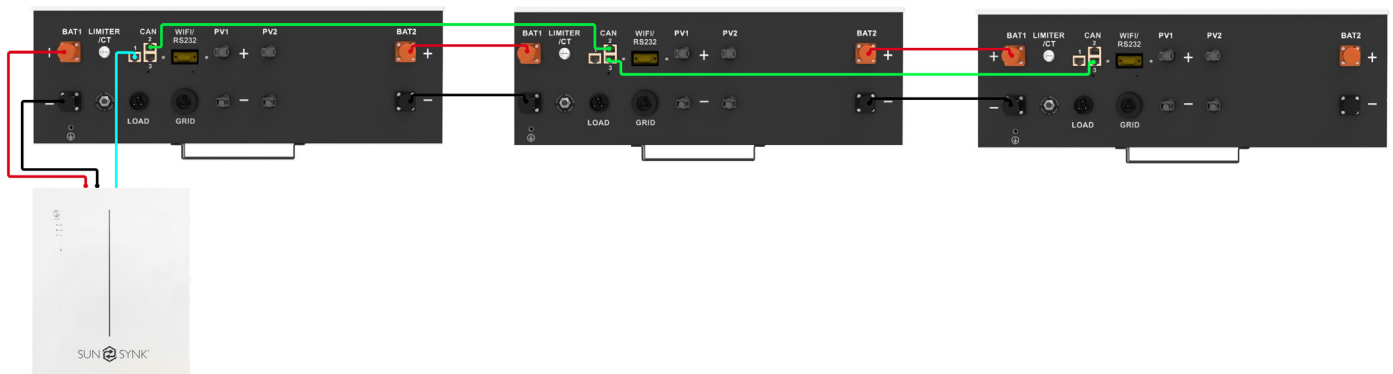 BAT1 LIMITER /CT CAN WIFI/ RS232 PV1 PV2 BAT2
2
1
3
+ + +
− − −
LOAD GRID
BAT1 LIMITER /CT CAN WIFI/ RS232 PV1 PV2 BAT2
2
3
+ + +
− − −
LOAD GRID
BAT1 LIMITER /CT CAN WIFI/ RS232 PV1 PV2 BAT2
2
1
3
+ + +
− − −
LOAD GRID
SUN SYNK